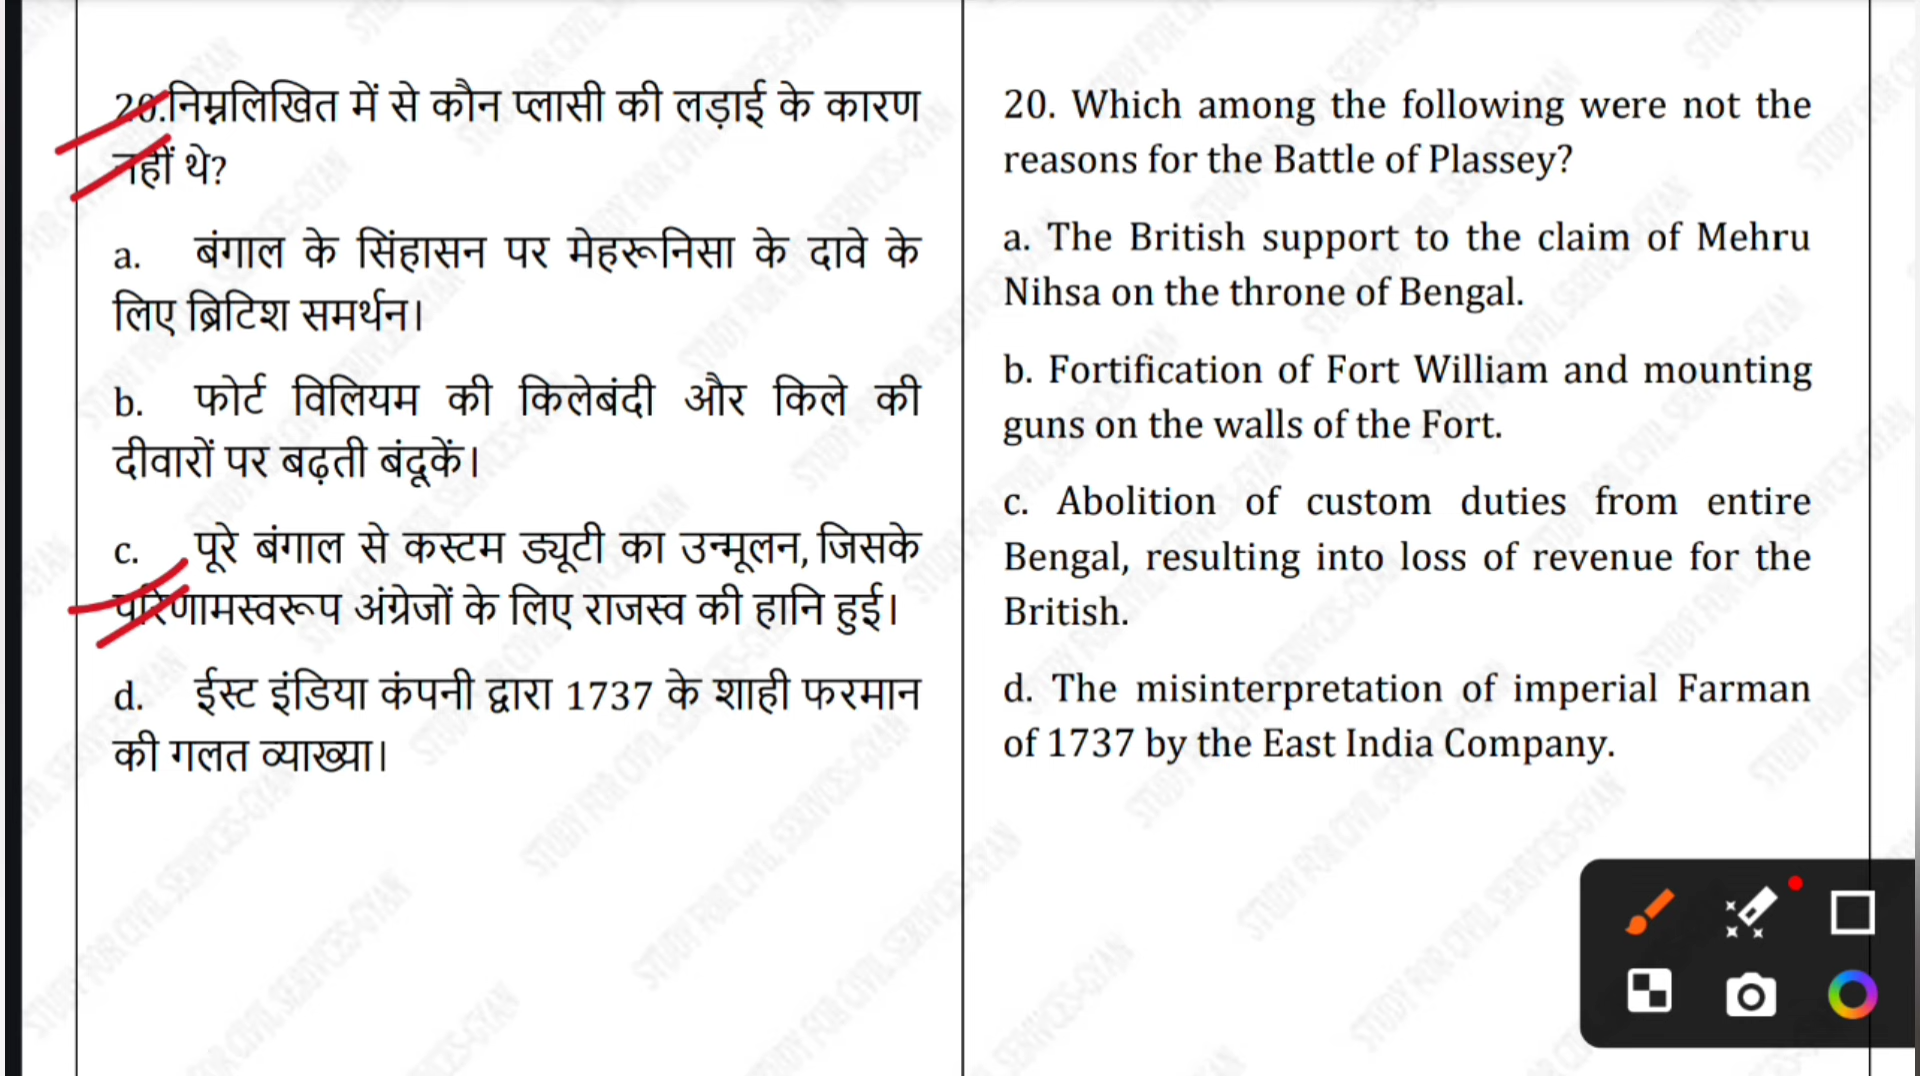 20.निम्नलिखित में से कौन प्लासी की लड़ाई के कारण
नहीं थे?
a. बंगाल के सिंहासन पर मेहरूनिसा के दावे के
लिए ब्रिटिश समर्थन।
b. फोर्ट विलियम की किलेबंदी और किले की
दीवारों पर बढ़ती बंदूकें।
c. पूरे बंगाल से कस्टम ड्यूटी का उन्मूलन, जिसके
परिणामस्वरूप अंग्रेजों के लिए राजस्व की हानि हुई।
d. ईस्ट इंडिया कंपनी द्वारा 1737 के शाही फरमान
की गलत व्याख्या।
20. Which among the following were not the
reasons for the Battle of Plassey?
a. The British support to the claim of Mehru
Nihsa on the throne of Bengal.
b. Fortification of Fort William and mounting
guns on the walls of the Fort.
c. Abolition of custom duties from entire
Bengal, resulting into loss of revenue for the
British.
d. The misinterpretation of imperial Farman
of 1737 by the East India Company.
STUDY FOR CIVIL SERIVCES-GYAN